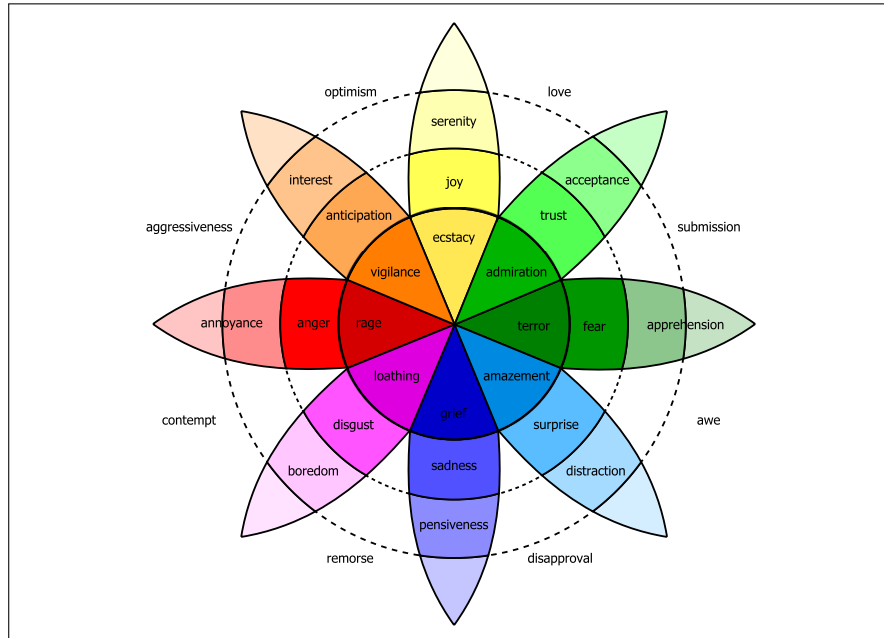 optimism
love
serenity
interest
acceptance
joy
anticipation
trust
aggressiveness
submission
ecstacy
vigilance
admiration
annoyance
anger
rage
terror
fear
apprehension
loathing
amazement
grief
contempt
disgust
surprise
awe
sadness
boredom
distraction
pensiveness
remorse
disapproval